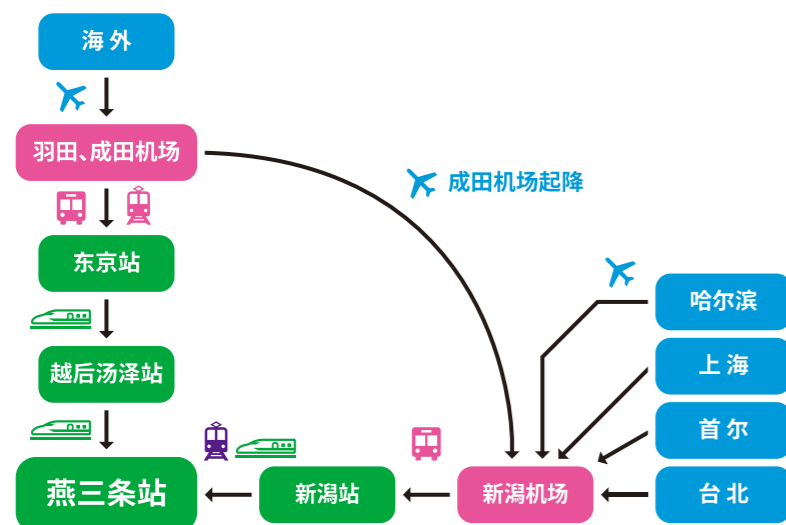 海外
羽田、成田机场
成田机场起降
东京站
哈尔滨
越后汤泽站
上海
首尔
燕三条站
新潟站
新潟机场
台北